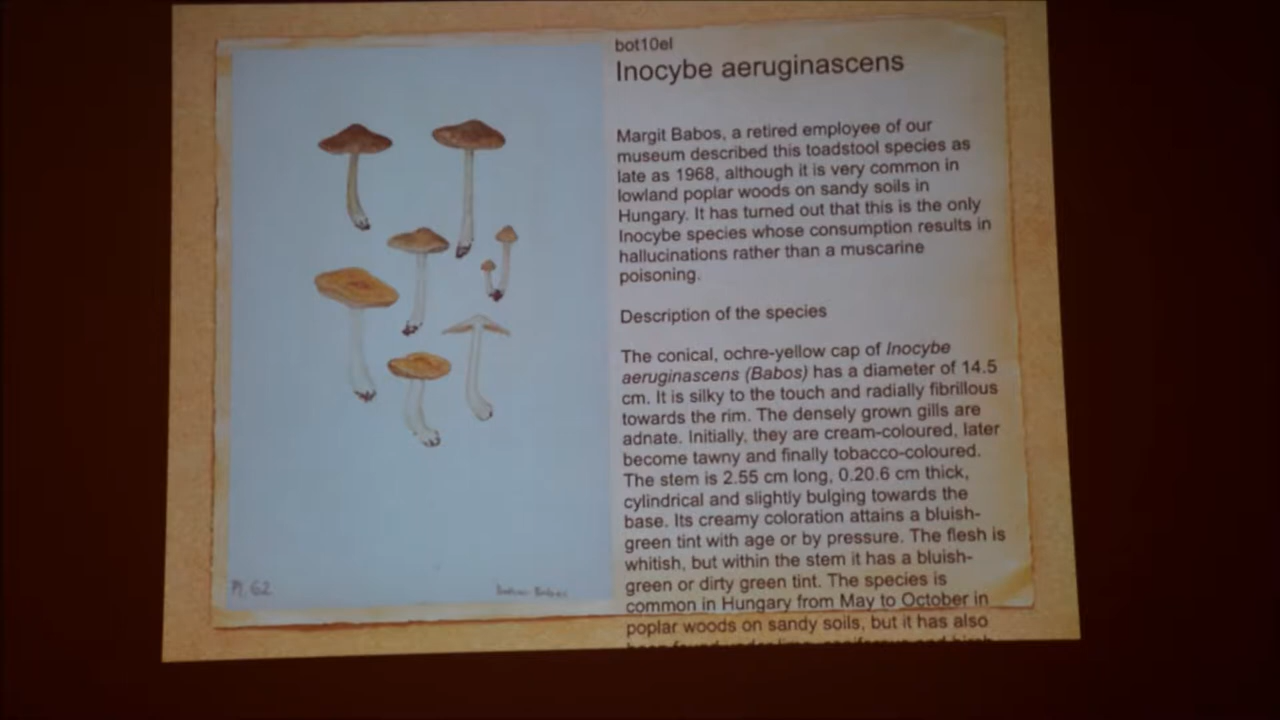 bot10el
Inocybe aeruginascens
Margit Babos, a retired employee of our
museum described this toadstool species as
late as 1968, although it is very common in
lowland poplar woods on sandy soils in
Hungary. It has turned out that this is the only
Inocybe species whose consumption results in
hallucinations rather than a muscarine
poisoning.
Description of the species
The conical, ochre-yellow cap of Inocybe
aeruginascens (Babos) has a diameter of 14.5
cm. It is silky to the touch and radially fibrillous
towards the rim. The densely grown gills are
adnate. Initially, they are cream-coloured, later
become tawny and finally tobacco-coloured.
The stem is 2.55 cm long, 0.20.6 cm thick,
cylindrical and slightly bulging towards the
base. Its creamy coloration attains a bluish-
green tint with age or by pressure. The flesh is
whitish, but within the stem it has a bluish-
green or dirty green tint. The species is
common in Hungary from May to October in
poplar woods on sandy soils, but it has also
62